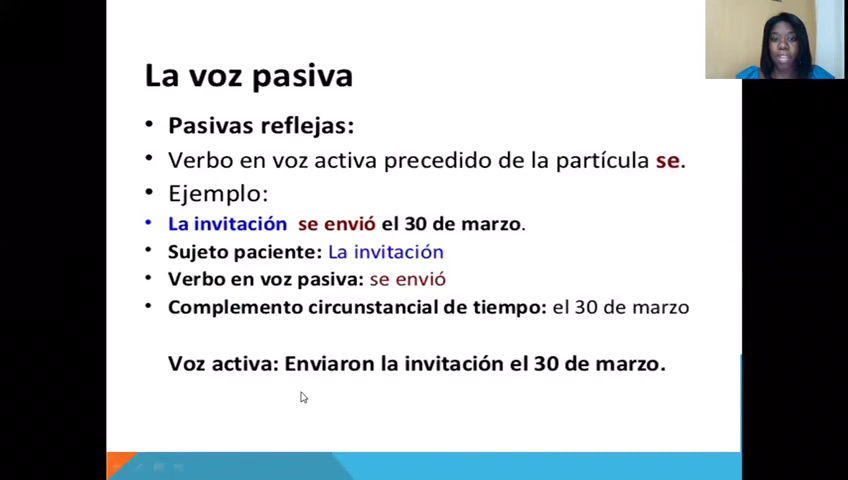 La voz pasiva
• Pasivas reflejas:
• Verbo en voz activa precedido de la partícula se.
• Ejemplo:
• La invitación se envió el 30 de marzo.
• Sujeto paciente: La invitación
• Verbo en voz pasiva: se envió
• Complemento circunstancial de tiempo: el 30 de marzo
Voz activa: Enviaron la invitación el 30 de marzo.